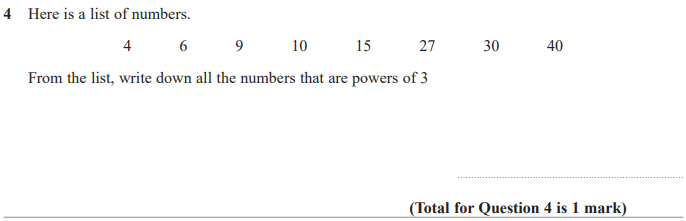 4 Here is a list of numbers.
4 6 9 10 15 27 30 40
From the list, write down all the numbers that are powers of 3
(Total for Question 4 is 1 mark)